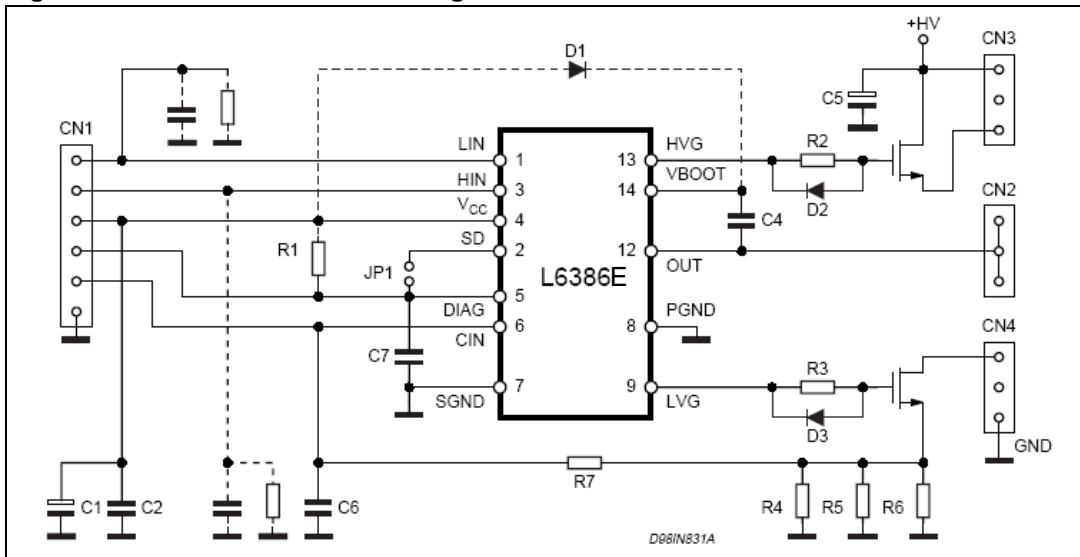 +HV
D1
CN3
C5
CN1
LIN
HVG
R2
1
13
HIN
VBOOT
3
14
D2
VCC
CN2
4
C4
SD
R1
2
12
JP1
L6386E
OUT
5
DIAG
PGND
6
8
CN4
CIN
C7
R3
7
9
SGND
LVG
D3
GND
R7
C1
C2
C6
R4
R5
R6
D98IN831A